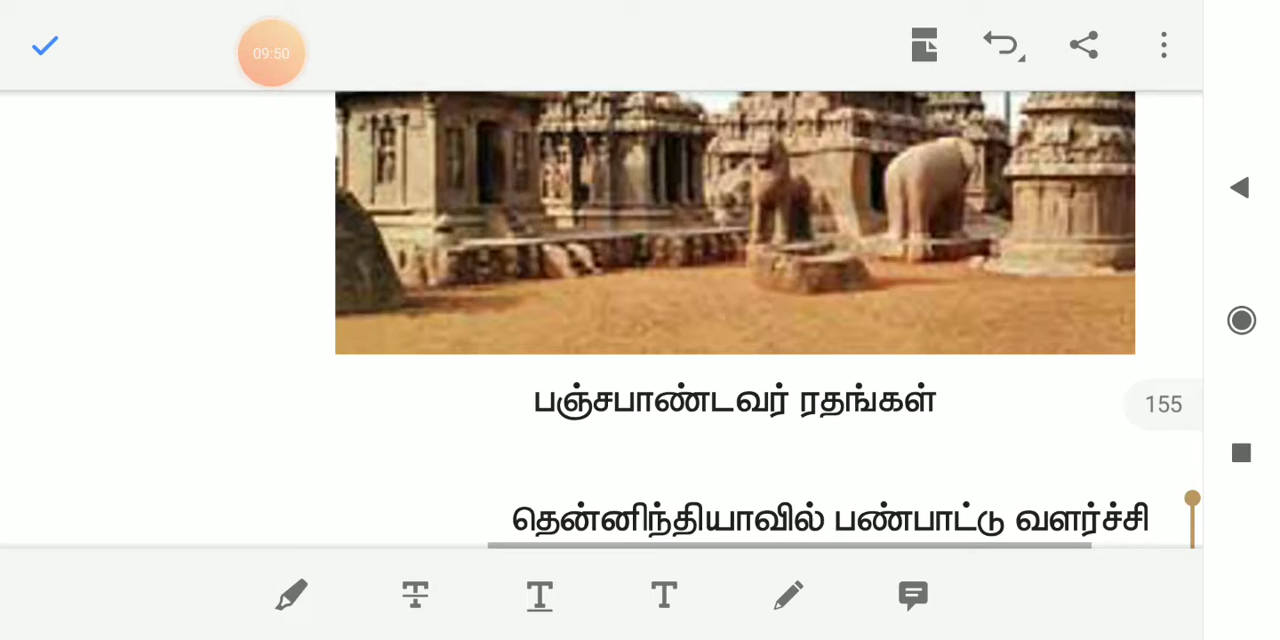 09:50
பஞ்சபாண்டவர் ரதங்கள்
155
தென்னிந்தியாவில் பண்பாட்டு வளர்ச்சி